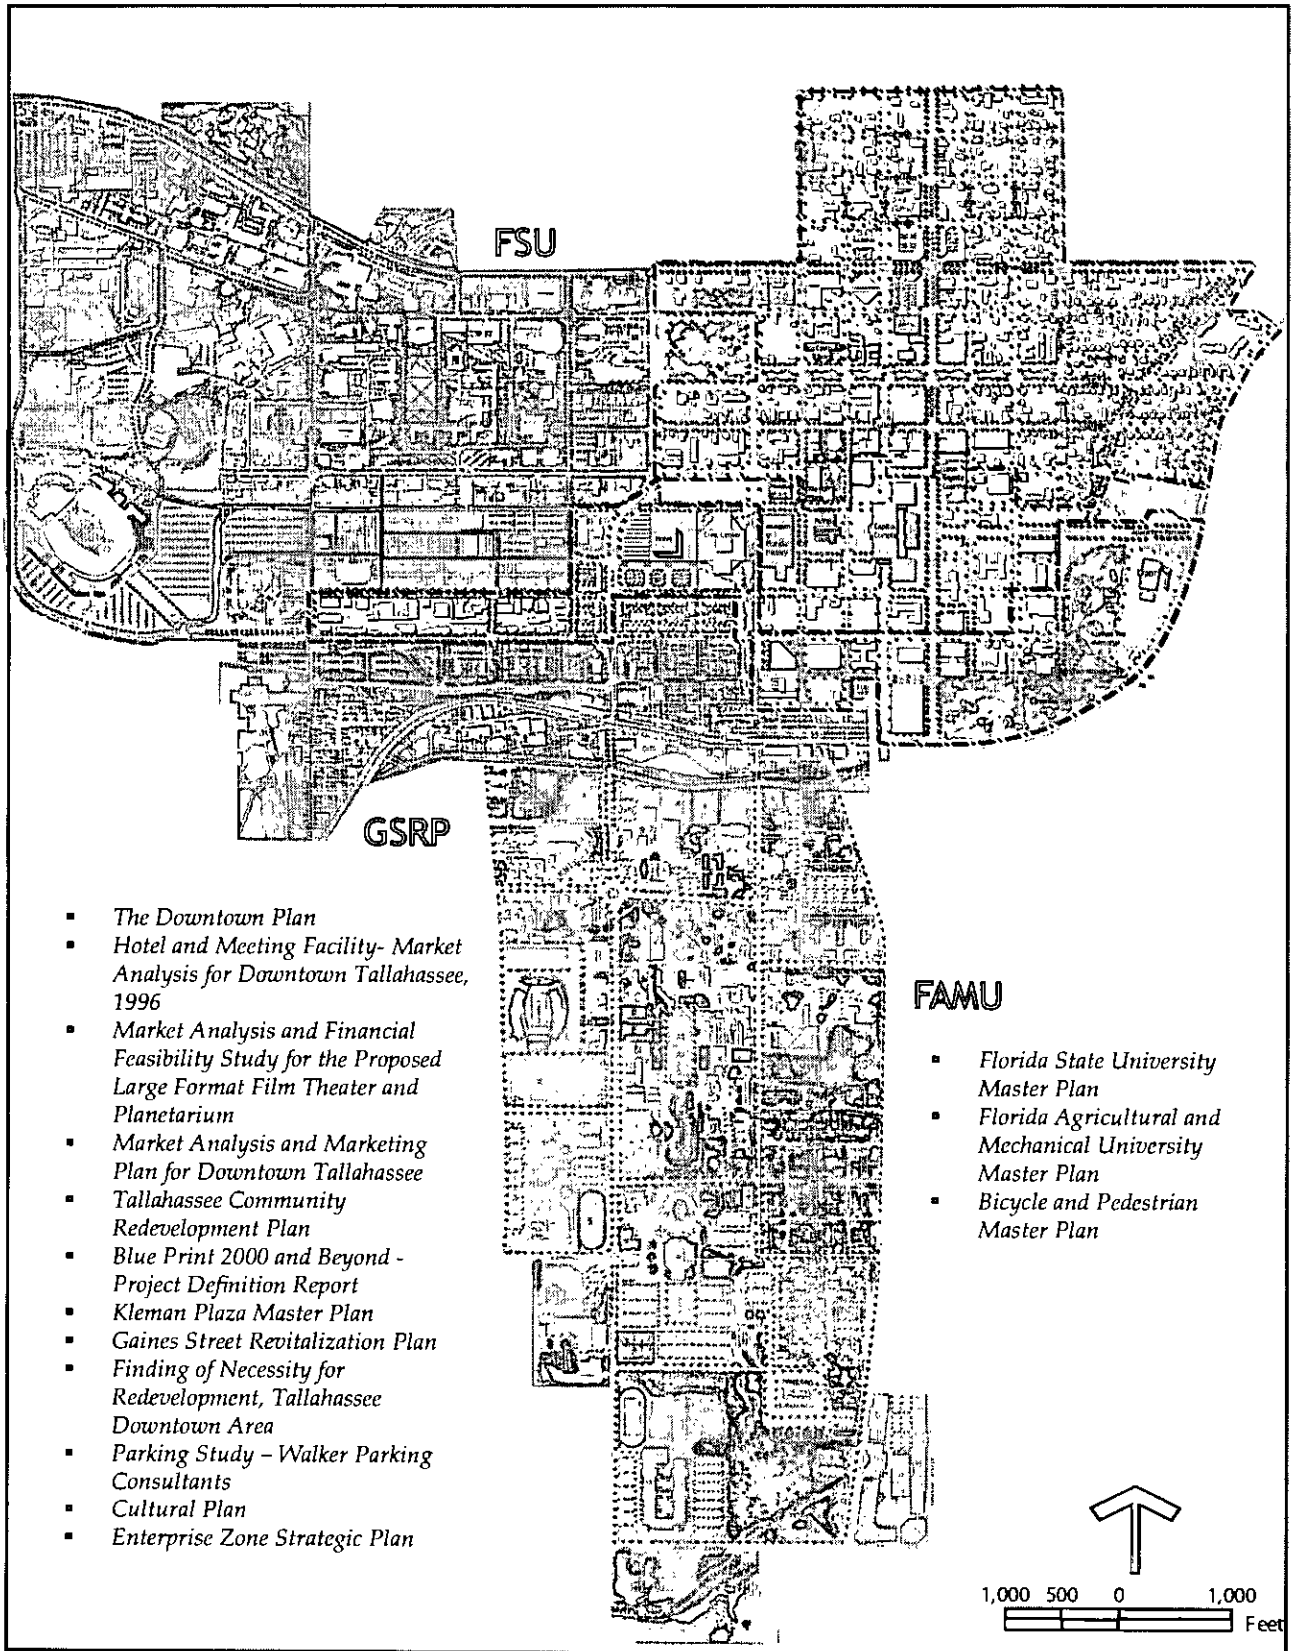 FSU
GSRP
FAMU
▪ The Downtown Plan
▪ Hotel and Meeting Facility- Market
Analysis for Downtown Tallahassee,
1996
▪ Market Analysis and Financial
Feasibility Study for the Proposed
Large Format Film Theater and
Planetarium
▪ Market Analysis and Marketing
Plan for Downtown Tallahassee
▪ Tallahassee Community
Redevelopment Plan
▪ Blue Print 2000 and Beyond -
Project Definition Report
▪ Kleman Plaza Master Plan
▪ Gaines Street Revitalization Plan
▪ Finding of Necessity for
Redevelopment, Tallahassee
Downtown Area
▪ Parking Study – Walker Parking
Consultants
▪ Cultural Plan
▪ Enterprise Zone Strategic Plan
▪ Florida State University
Master Plan
▪ Florida Agricultural and
Mechanical University
Master Plan
▪ Bicycle and Pedestrian
Master Plan
1,000 500 0 1,000
Feet